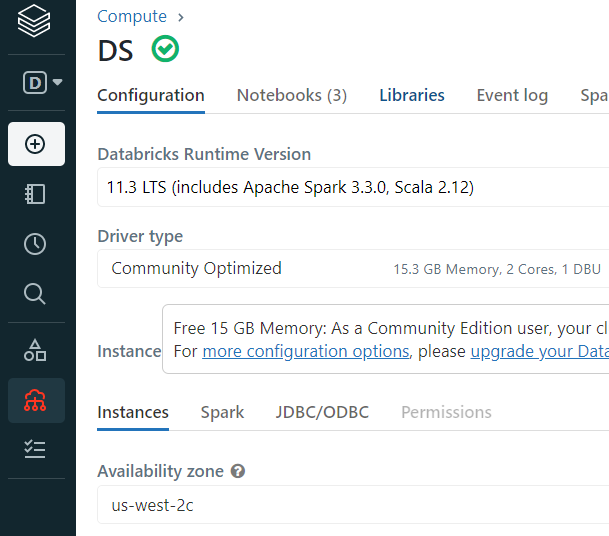 Compute >
DS
D
Configuration Notebooks (3) Libraries Event log Spa
Databricks Runtime Version
11.3 LTS (includes Apache Spark 3.3.0, Scala 2.12)
Driver type
Community Optimized 15.3 GB Memory, 2 Cores, 1 DBU
Free 15 GB Memory: As a Community Edition user, your cl
Instance
For more configuration options, please upgrade your Data
Instances Spark JDBC/ODBC Permissions
Availability zone ?
us-west-2c